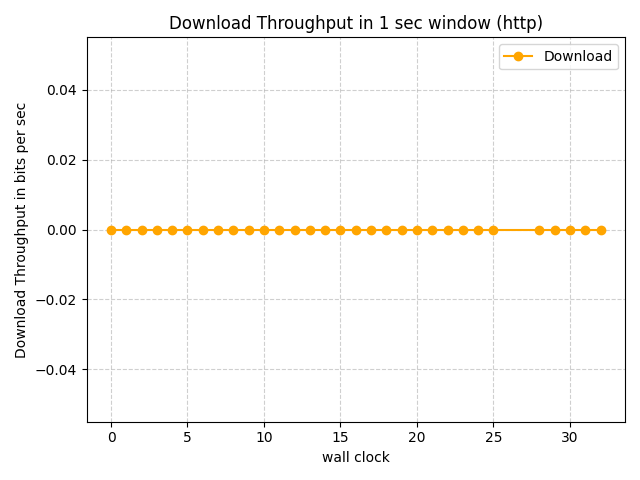 Download Throughput in 1 sec window (http)
Download
Download Throughput in bits per sec
0.04
0.02
0.00
−0.02
−0.04
0 5 10 15 20 25 30
wall clock